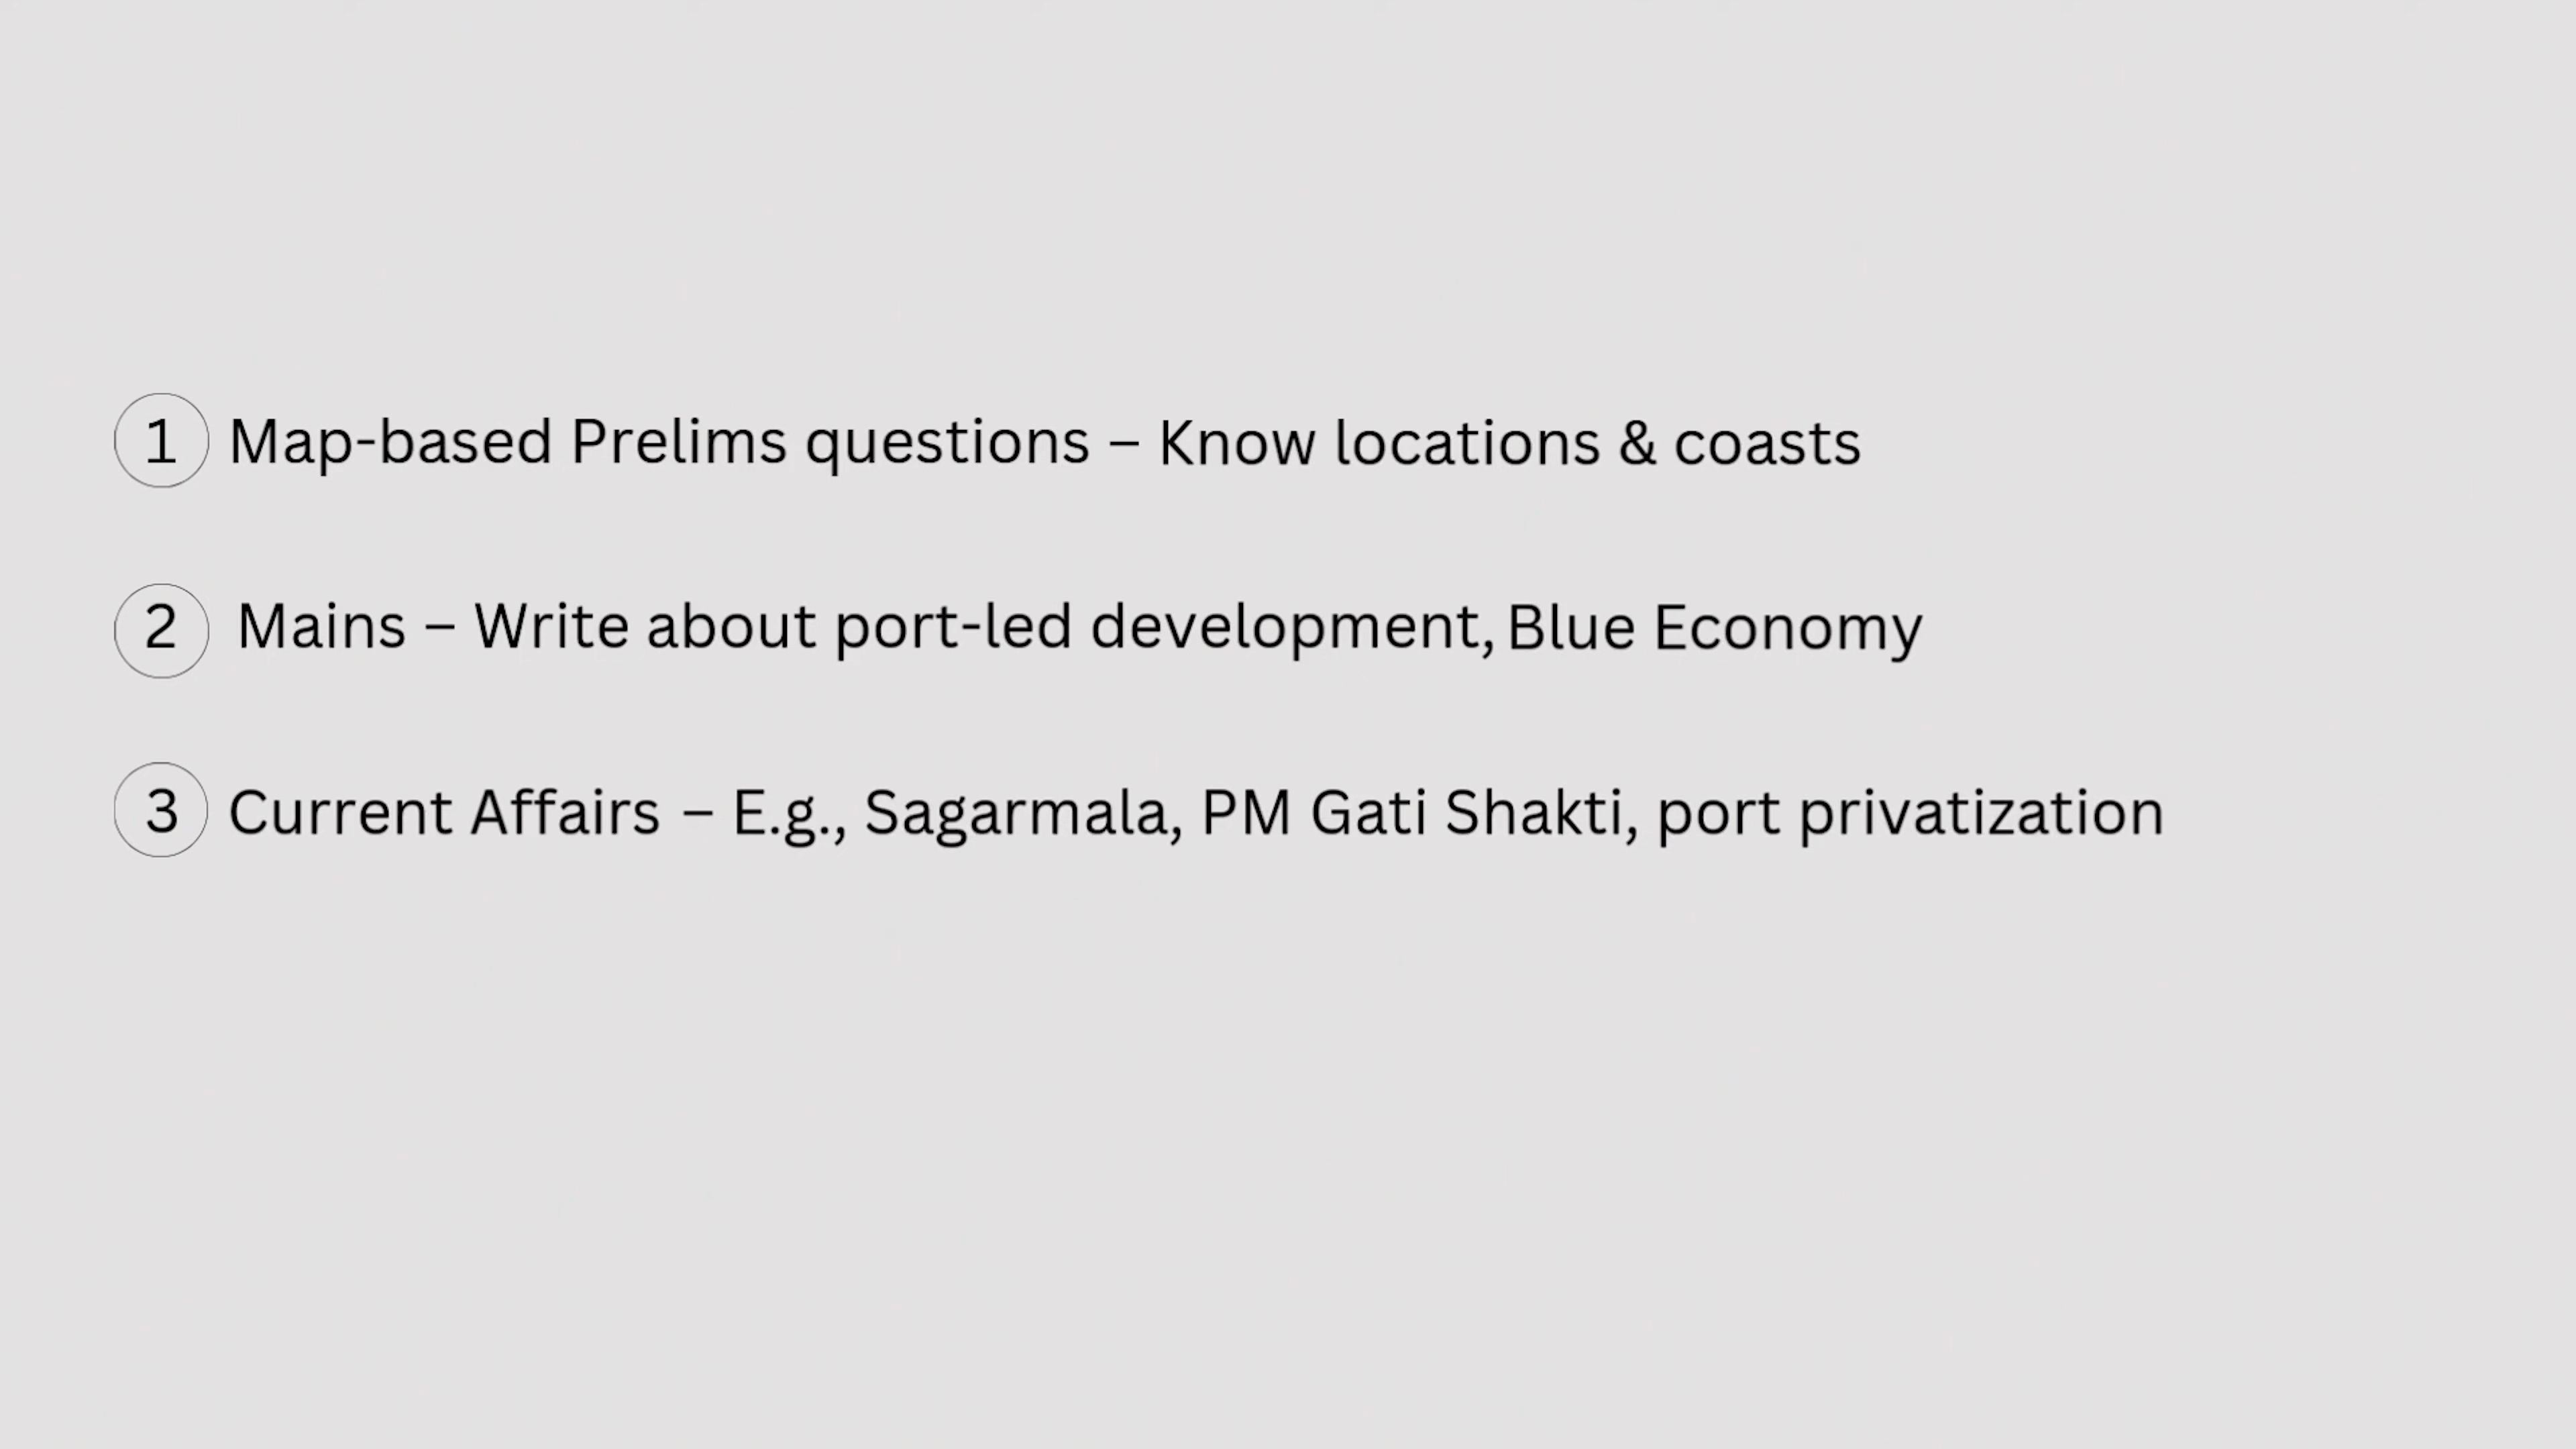 1 Map-based Prelims questions – Know locations & coasts
2 Mains – Write about port-led development, Blue Economy
3 Current Affairs – E.g., Sagarmala, PM Gati Shakti, port privatization